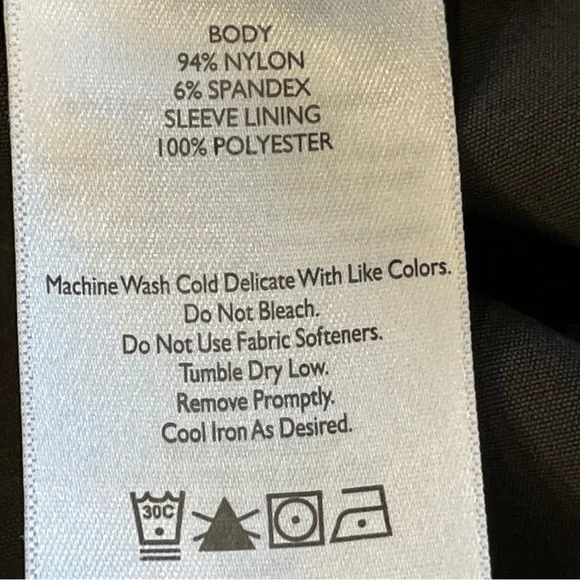 BODY
94% NYLON
6% SPANDEX
SLEEVE LINING
100% POLYESTER
Machine Wash Cold Delicate With Like Colors.
Do Not Bleach.
Do Not Use Fabric Softeners.
Tumble Dry Low.
Remove Promptly.
Cool Iron As Desired.
30C